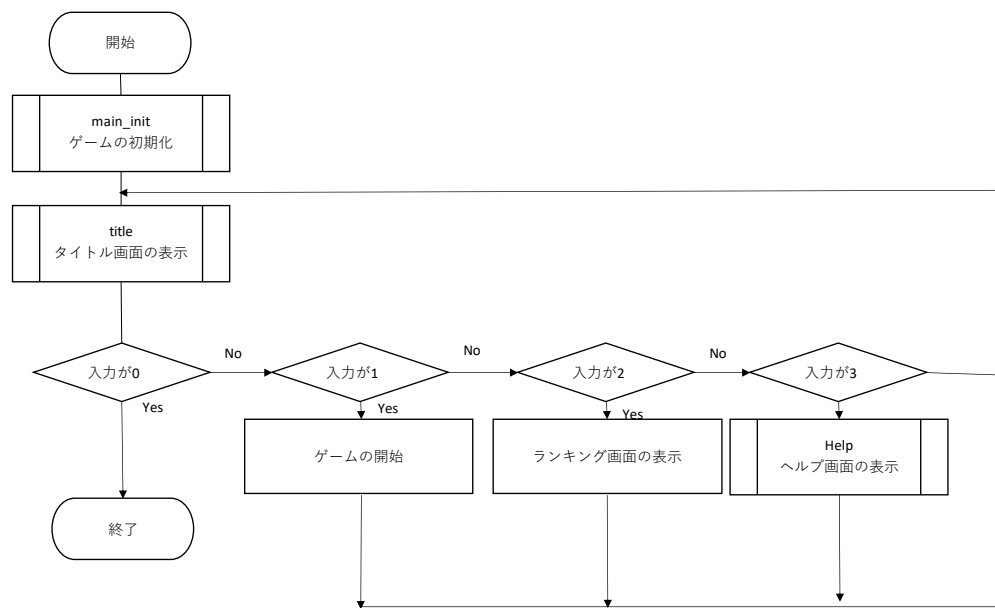 開始
main_init
ゲームの初期化
title
タイトル画面の表示
入力が0
No
入力が1
No
入力が2
No
入力が3
Yes
Yes
Yes
ゲームの開始
ランキング画面の表示
Help
ヘルプ画面の表示
終了